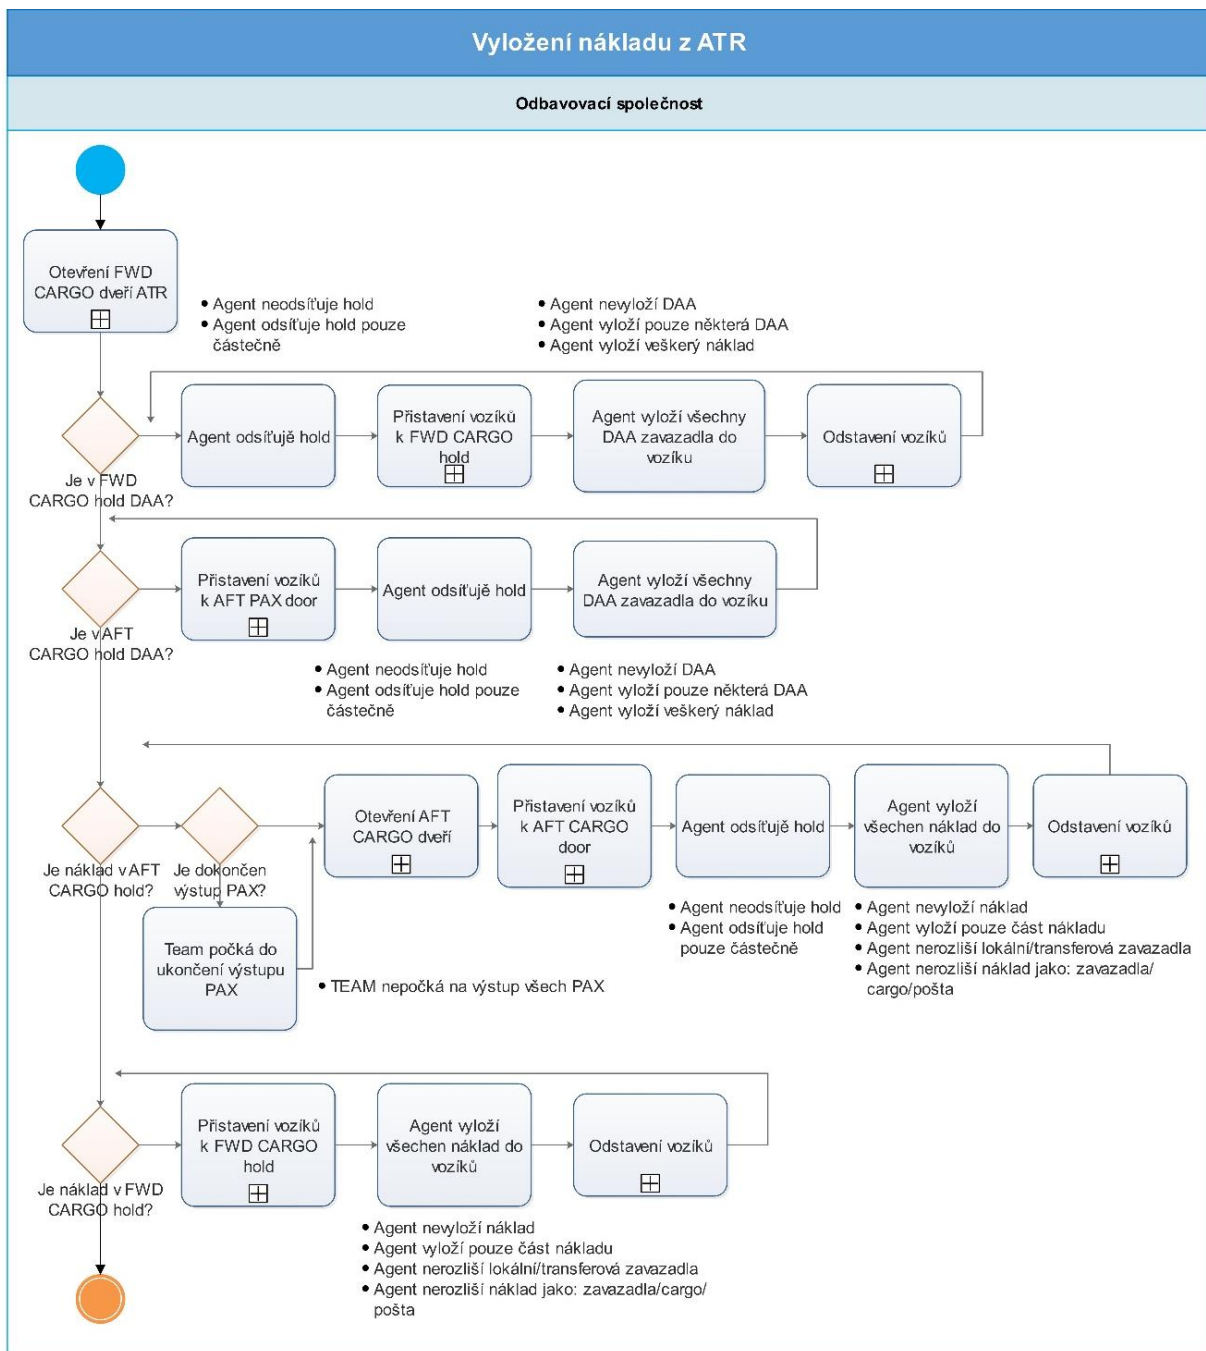 Vyložení nákladu z ATR
Odbavovací společnost
Otevření FWD
CARGO dveří ATR
• Agent neodsíťuje hold
• Agent odsíťuje hold pouze
částečně
• Agent nevyloží DAA
• Agent vyloží pouze některá DAA
• Agent vyloží veškerý náklad
Je v FWD
CARGO hold DAA?
Agent odsíťujě hold
Přistavení vozíků
k FWD CARGO
hold
Agent vyloží všechny
DAA zavazadla do
vozíku
Odstavení vozíků
Je v AFT
CARGO hold DAA?
Přistavení vozíků
k AFT PAX door
Agent odsíťujě hold
Agent vyloží všechny
DAA zavazadla do vozíku
• Agent neodsíťuje hold
• Agent odsíťuje hold pouze
částečně
• Agent nevyloží DAA
• Agent vyloží pouze některá DAA
• Agent vyloží veškerý náklad
Je náklad v AFT
CARGO hold?
Je dokončen
výstup PAX?
Otevření AFT
CARGO dveří
Přistavení vozíků
k AFT CARGO
door
Agent odsíťujě hold
Agent vyloží
všechen náklad do
vozíků
Odstavení vozíků
Team počká do
ukončení výstupu
PAX
• TEAM nepočká na výstup všech PAX
• Agent neodsíťuje hold
• Agent odsíťuje hold
pouze částečně
• Agent nevyloží náklad
• Agent vyloží pouze část nákladu
• Agent nerozliší lokální/transferová zavazadla
• Agent nerozliší náklad jako: zavazadla/
cargo/pošta
Je náklad v FWD
CARGO hold?
Přistavení vozíků
k FWD CARGO
hold
Agent vyloží
všechen náklad do
vozíků
Odstavení vozíků
• Agent nevyloží náklad
• Agent vyloží pouze část nákladu
• Agent nerozliší lokální/transferová zavazadla
• Agent nerozliší náklad jako: zavazadla/cargo/
pošta